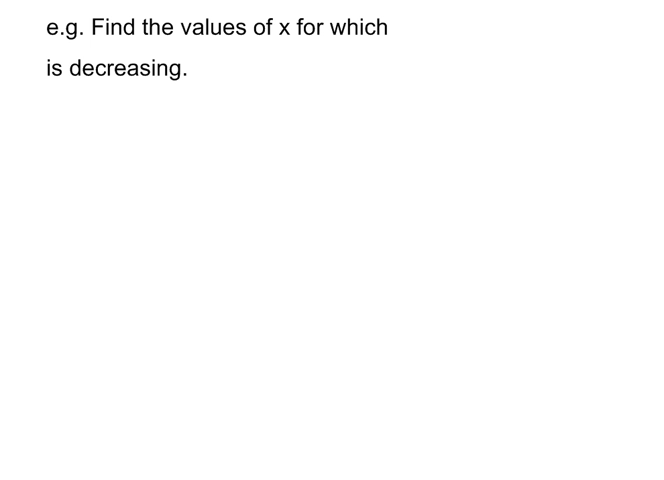 e.g. Find the values of x for which
is decreasing.